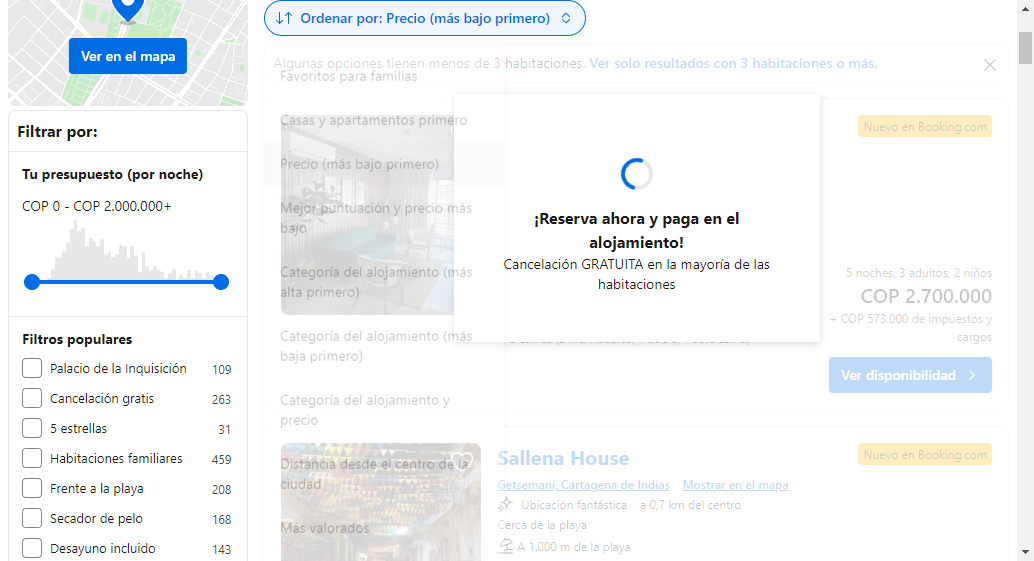 Ver en el mapa
Filtrar por:
Tu presupuesto (por noche)
COP 0 - COP 2.000.000+
Filtros populares
Palacio de la Inquisición 109
Cancelación gratis 263
5 estrellas 31
Habitaciones familiares 459
Frente a la playa 208
Secador de pelo 168
Desayuno incluido 143
Ordenar por: Precio (más bajo primero)
Algunas opciones tienen menos de 3 habitaciones. Ver solo resultados con 3 habitaciones o más.
Favoritos para familias
Casas y apartamentos primero
Precio (más bajo primero)
Mejor puntuación y precio más
bajo
Categoría del alojamiento (más
alta primero)
Categoría del alojamiento (más
baja primero)
Categoría del alojamiento y
precio
Distancia desde el centro de la
ciudad
Más valorados
¡Reserva ahora y paga en el
alojamiento!
Cancelación GRATUITA en la mayoría de las
habitaciones
Nuevo en Booking.com
5 noches, 3 adultos, 2 niños
COP 2.700.000
+ COP 573.000 de impuestos y
cargos
Ver disponibilidad
Sallena House
Nuevo en Booking.com
Getsemaní, Cartagena de Indias Mostrar en el mapa
Ubicación fantástica a 0,7 km del centro
Cerca de la playa
A 1.000 m de la playa